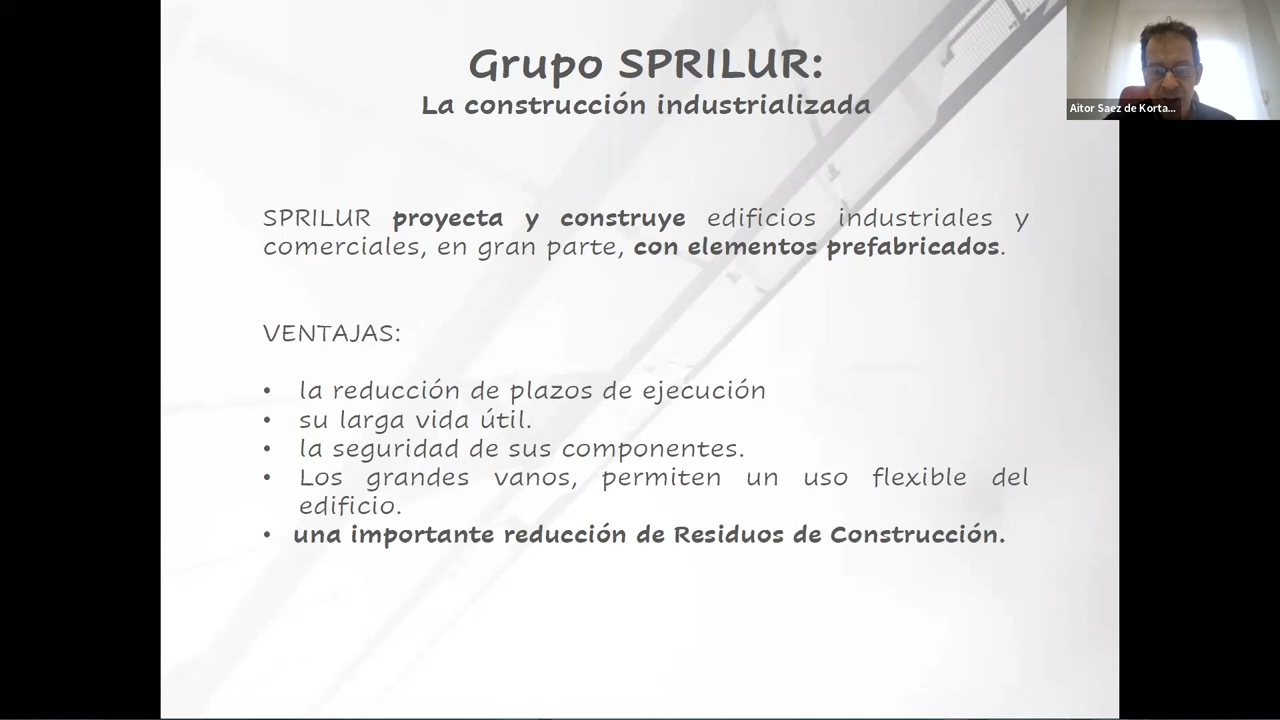 Grupo SPRILUR:
La construcción industrializada
Aitor Saez de Korta...
SPRILUR proyecta y construye edificios industriales y
comerciales, en gran parte, con elementos prefabricados.
VENTAJAS:
• la reducción de plazos de ejecución
• su larga vida útil.
• la seguridad de sus componentes.
• Los grandes vanos, permiten un uso flexible del
edificio.
• una importante reducción de Residuos de Construcción.